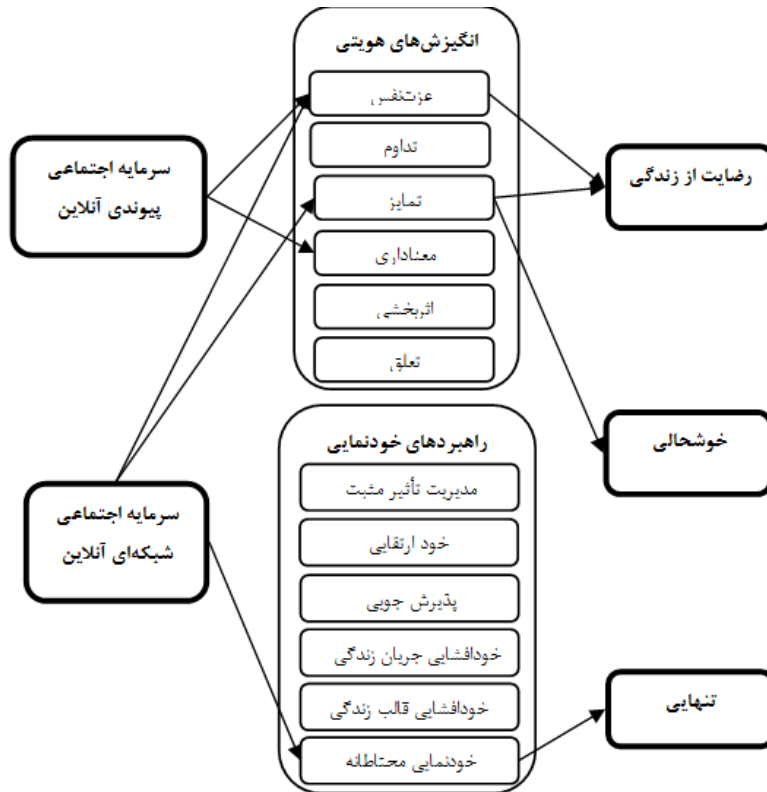 انگیزش‌های هویتی
عزت‌نفس
تداوم
تمایز
معناداری
اثربخشی
تعلق
سرمایه اجتماعی
پیوندی آنلاین
رضایت از زندگی
خوشحالی
راهبردهای خودنمایی
مدیریت تأثیر مثبت
خود ارتقایی
پذیرش جویی
خودافشایی جریان زندگی
خودافشایی قالب زندگی
خودنمایی محتاطانه
سرمایه اجتماعی
شبکه‌ای آنلاین
تنهایی